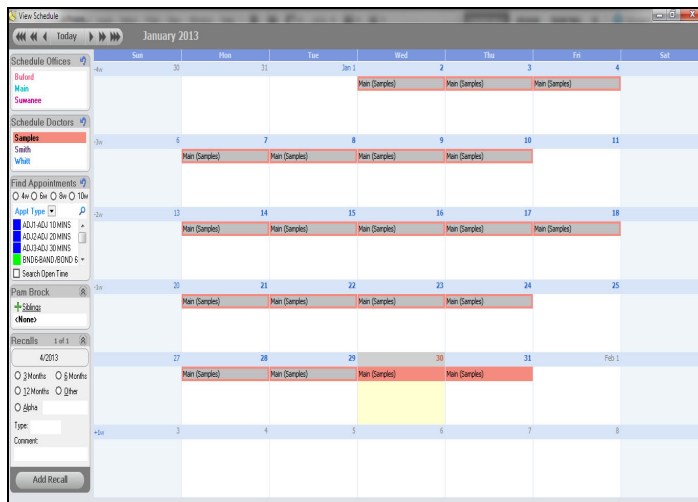 View Schedule
Today
January 2013
Schedule Offices
Buford
Main
Suwanee
Schedule Doctors
Samples
Smith
Whitt
Find Appointments
4w 6w 8w 10w
Appt Type
ADJ1-ADJ 10 MINS
ADJ2-ADJ 20 MINS
ADJ3-ADJ 30 MINS
BND6-BAND/BOND 6
Search Open Time
Pam Brock
Siblings
<None>
Recalls 1 of 1
4/2013
3 Months 6 Months
12 Months Other
Alpha
Type:
Comment:
Add Recall
Sun Mon Tue Wed Thu Fri Sat
-4w 30 31 Jan 1 2 3 4
Main (Samples) Main (Samples) Main (Samples)
-3w 6 7 8 9 10 11
Main (Samples) Main (Samples) Main (Samples) Main (Samples)
-2w 13 14 15 16 17 18
Main (Samples) Main (Samples) Main (Samples) Main (Samples) Main (Samples)
-1w 20 21 22 23 24 25
Main (Samples) Main (Samples) Main (Samples) Main (Samples)
27 28 29 30 31 Feb 1
Main (Samples) Main (Samples) Main (Samples) Main (Samples)
+1w 3 4 5 6 7 8